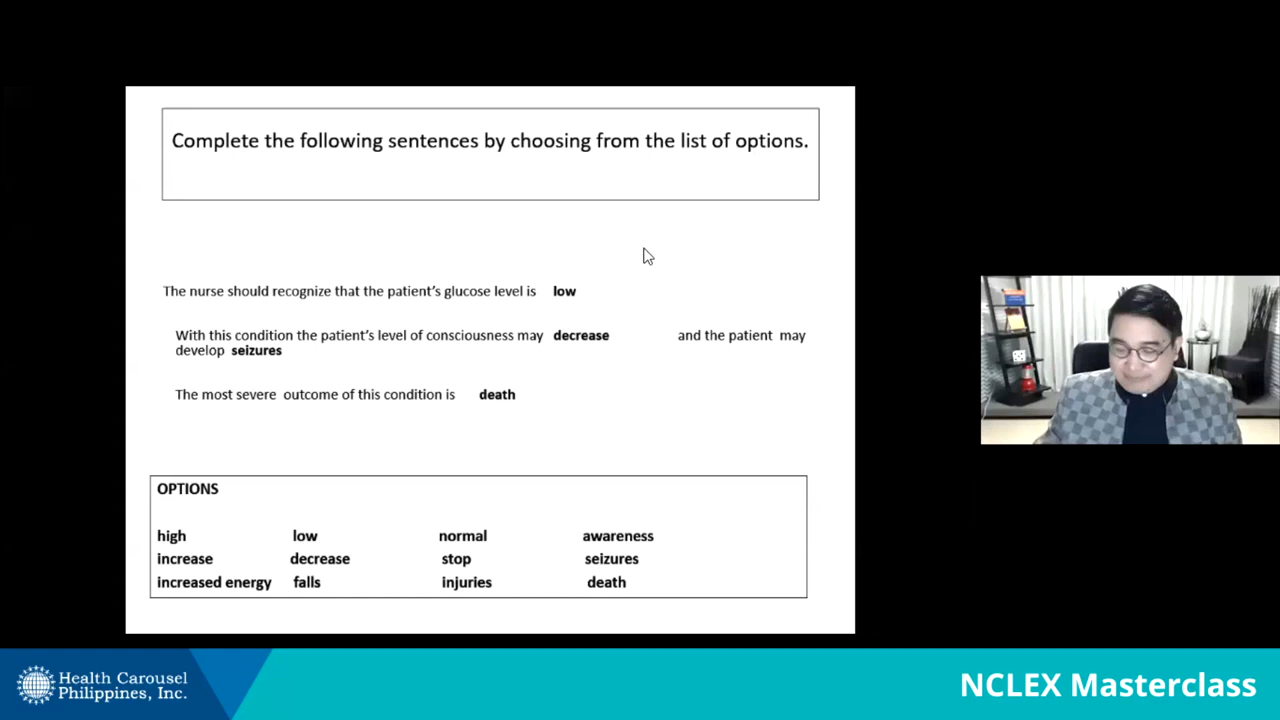 Complete the following sentences by choosing from the list of options.
The nurse should recognize that the patient's glucose level is low
With this condition the patient's level of consciousness may decrease and the patient may
develop seizures
The most severe outcome of this condition is death
OPTIONS
high low normal awareness
increase decrease stop seizures
increased energy falls injuries death
Health Carousel
Philippines, Inc.
NCLEX Masterclass